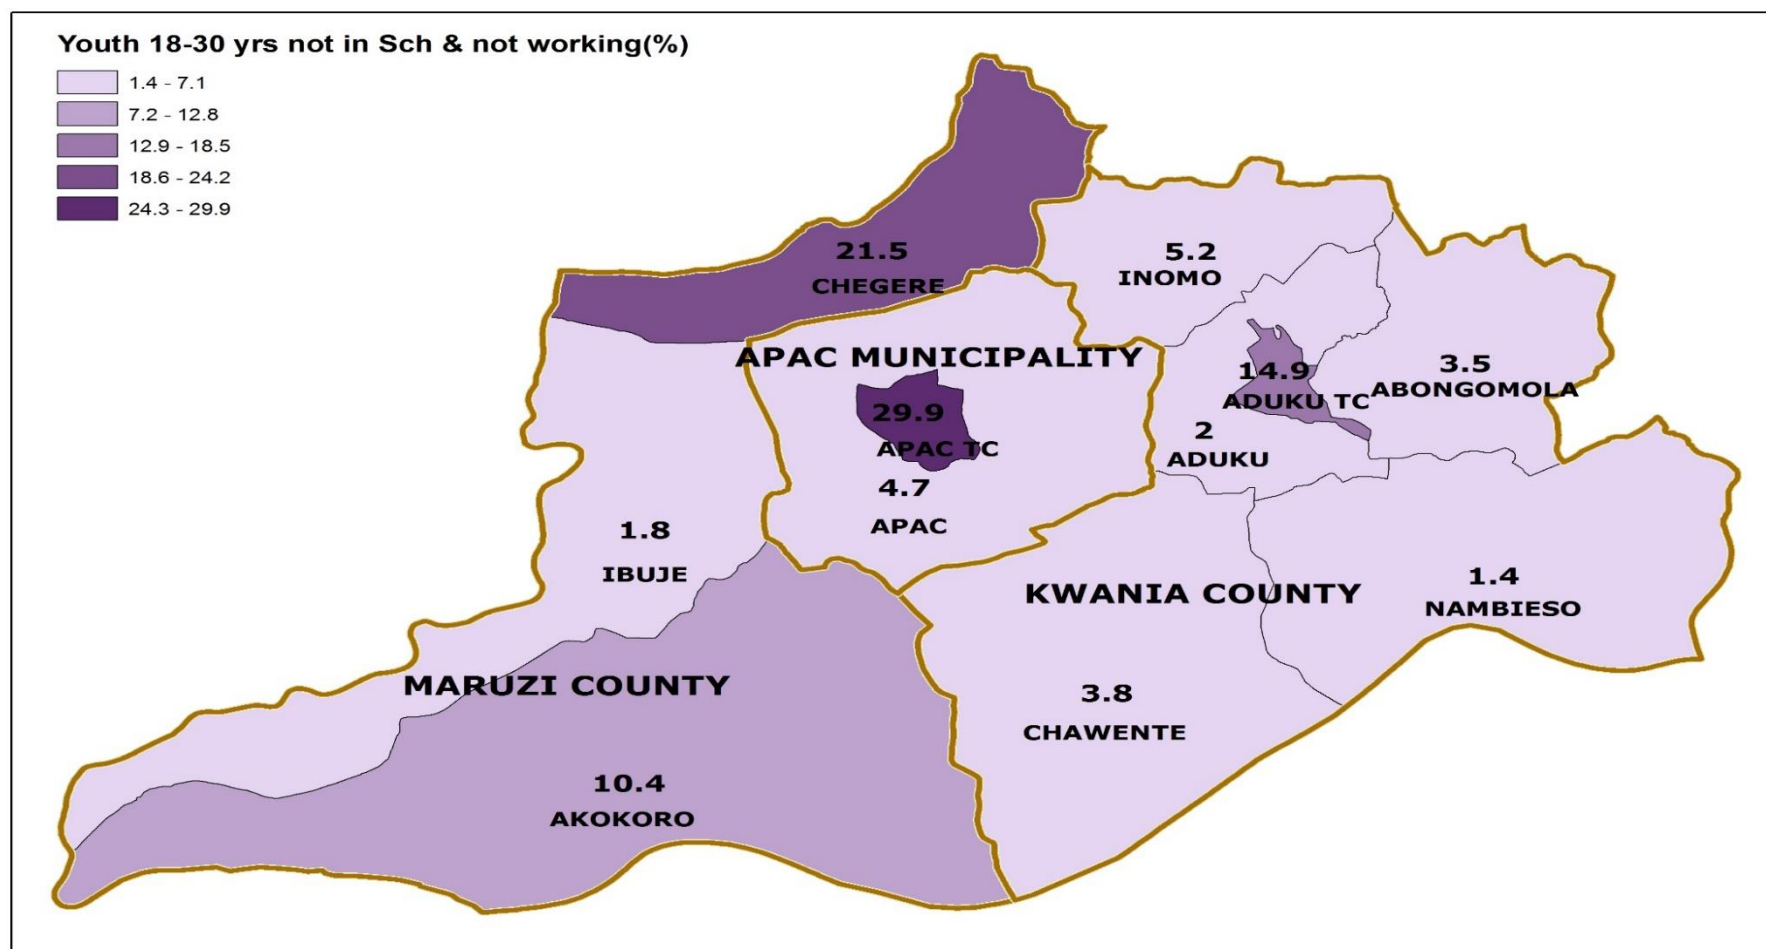 Youth 18-30 yrs not in Sch & not working(%)
1.4 - 7.1
7.2 - 12.8
12.9 - 18.5
18.6 - 24.2
24.3 - 29.9
21.5
CHEGERE
5.2
INOMO
APAC MUNICIPALITY
14.9
ADUKU TC
3.5
ABONGOMOLA
29.9
APAC TC
2
ADUKU
4.7
APAC
1.8
IBUJE
KWANIA COUNTY
1.4
NAMBIESO
MARUZI COUNTY
3.8
CHAWENTE
10.4
AKOKORO